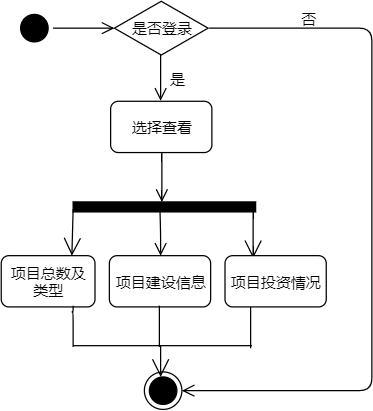 是否登录
否
是
选择查看
项目总数及
类型
项目建设信息
项目投资情况